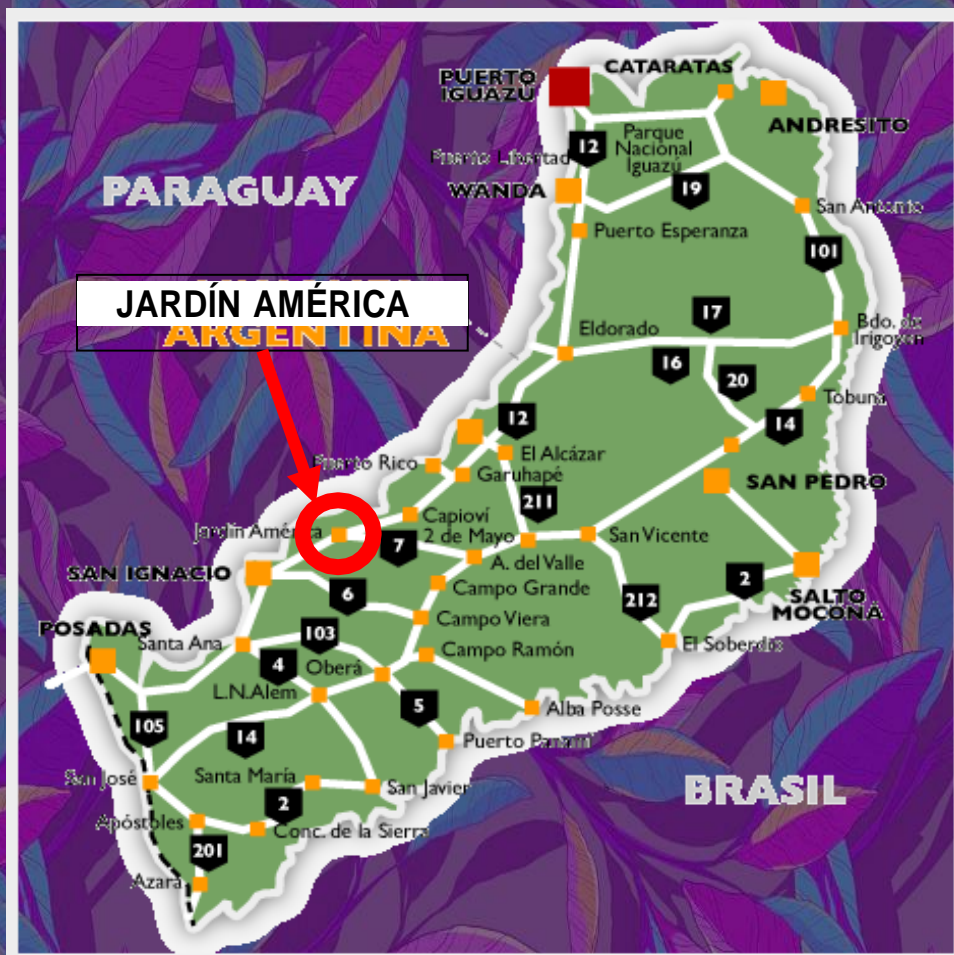 CATARATAS
PUERTO
IGUAZÚ
ANDRESITO
12
Parque
Nacional
Iguazú
Puerto Libertad
PARAGUAY
WANDA
19
San Antonio
Puerto Esperanza
101
JARDÍN AMÉRICA
ARGENTINA
17
Eldorado
Bdo. de
Irigoyen
16
20
Tobuna
12
14
El Alcázar
Puerto Rico
Garuhapé
SAN PEDRO
211
Capioví
Jardín América
2 de Mayo
7
San Vicente
A. del Valle
SAN IGNACIO
6
Campo Grande
2
SALTO
MOCONÁ
212
Campo Viera
POSADAS
103
Santa Ana
El Soberdio
Campo Ramón
4
Oberá
L.N.Alem
5
Alba Posse
105
14
Puerto Panamí
San José
Santa María
San Javier
BRASIL
2
Apóstoles
Conc. de la Sierra
201
Azara